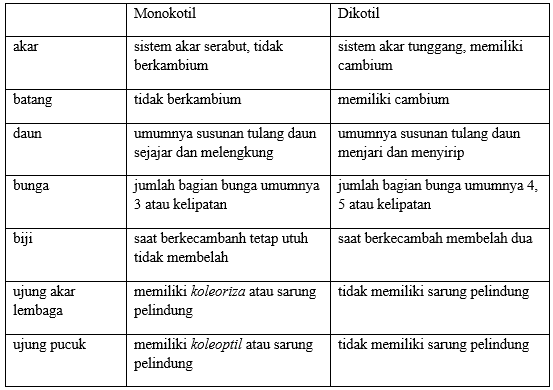 Monokotil Dikotil
akar sistem akar serabut, tidak sistem akar tunggang, memiliki
berkambium cambium
batang tidak berkambium memiliki cambium
daun umumnya susunan tulang daun umumnya susunan tulang daun
sejajar dan melengkung menjari dan menyirip
bunga jumlah bagian bunga umumnya jumlah bagian bunga umumnya 4,
3 atau kelipatan 5 atau kelipatan
biji saat berkecambanh tetap utuh saat berkecambah membelah dua
tidak membelah
ujung akar memiliki koleoriza atau sarung tidak memiliki sarung pelindung
lembaga pelindung
ujung pucuk memiliki koleoptil atau sarung tidak memiliki sarung pelindung
pelindung